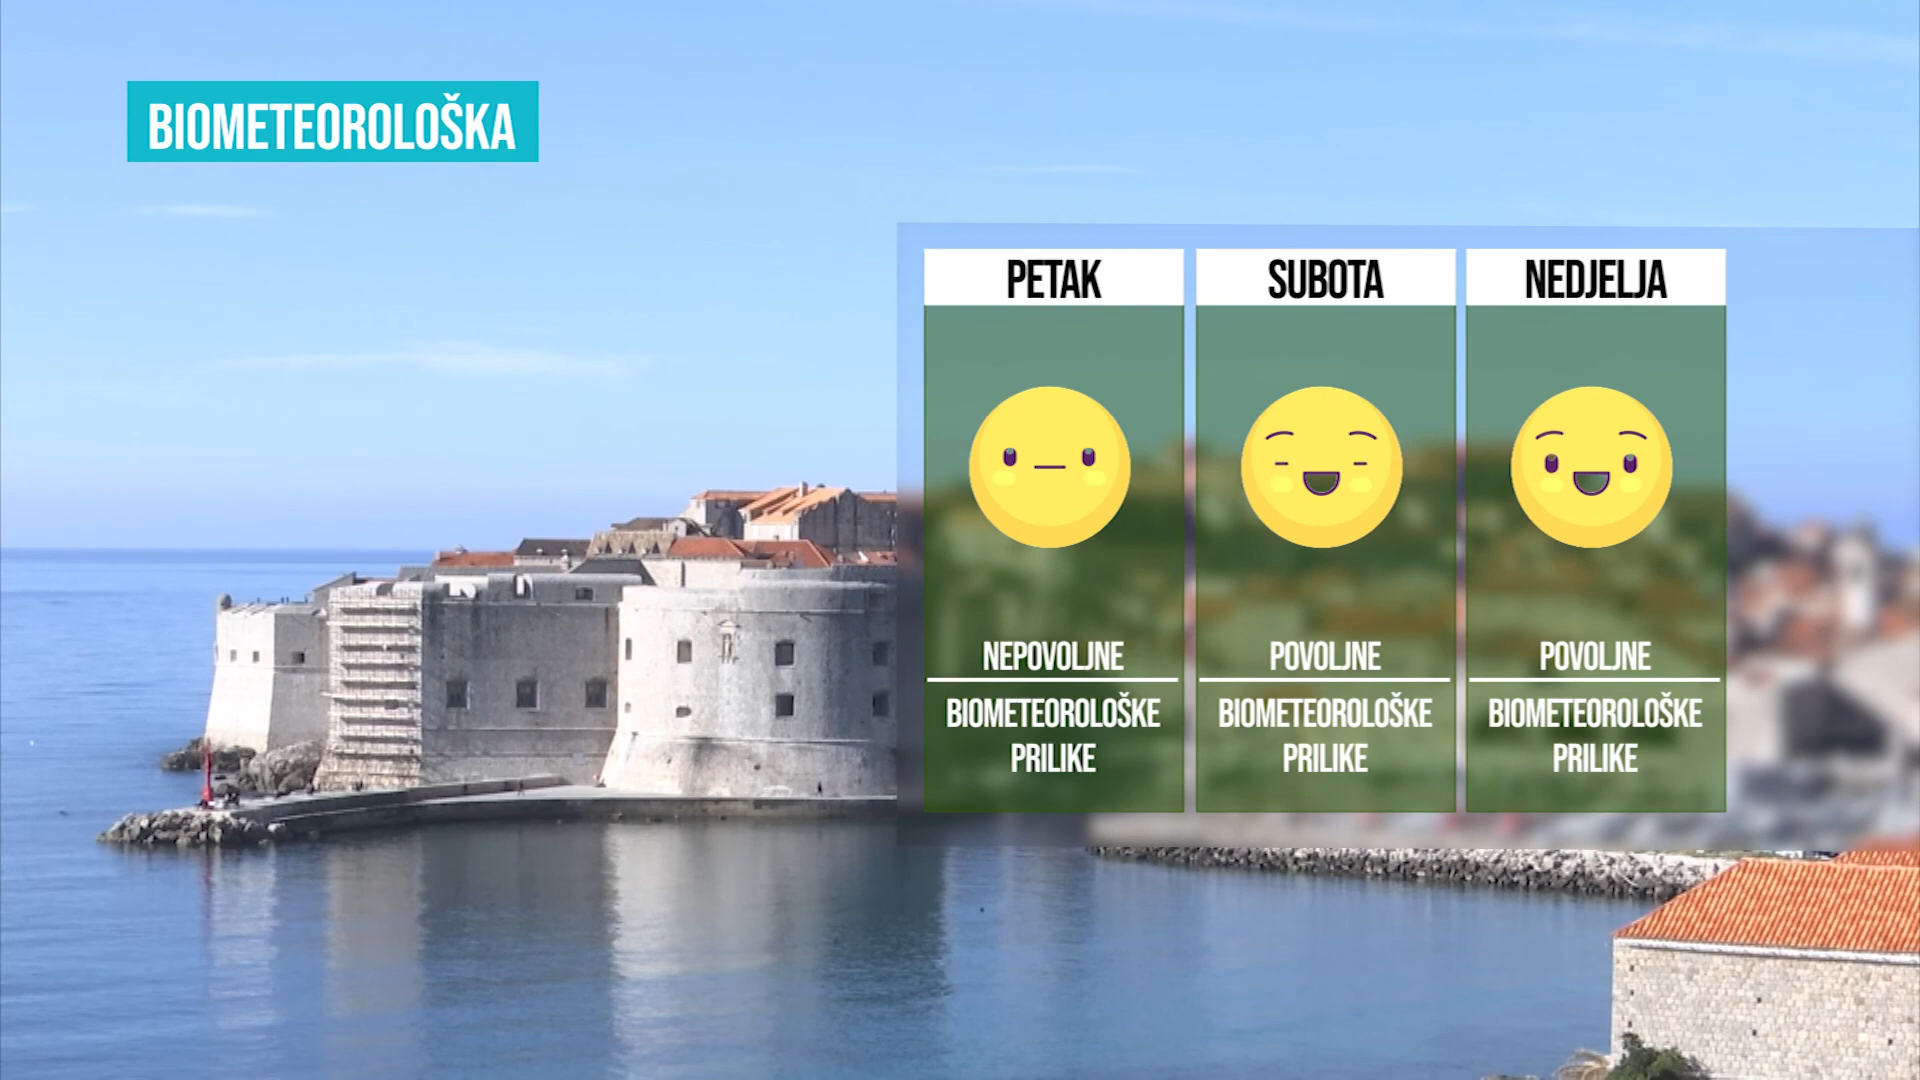 BIOMETEOROLOŠKA
PETAK
NEPOVOLJNE
BIOMETEOROLOŠKE
PRILIKE
SUBOTA
POVOLJNE
BIOMETEOROLOŠKE
PRILIKE
NEDJELJA
POVOLJNE
BIOMETEOROLOŠKE
PRILIKE